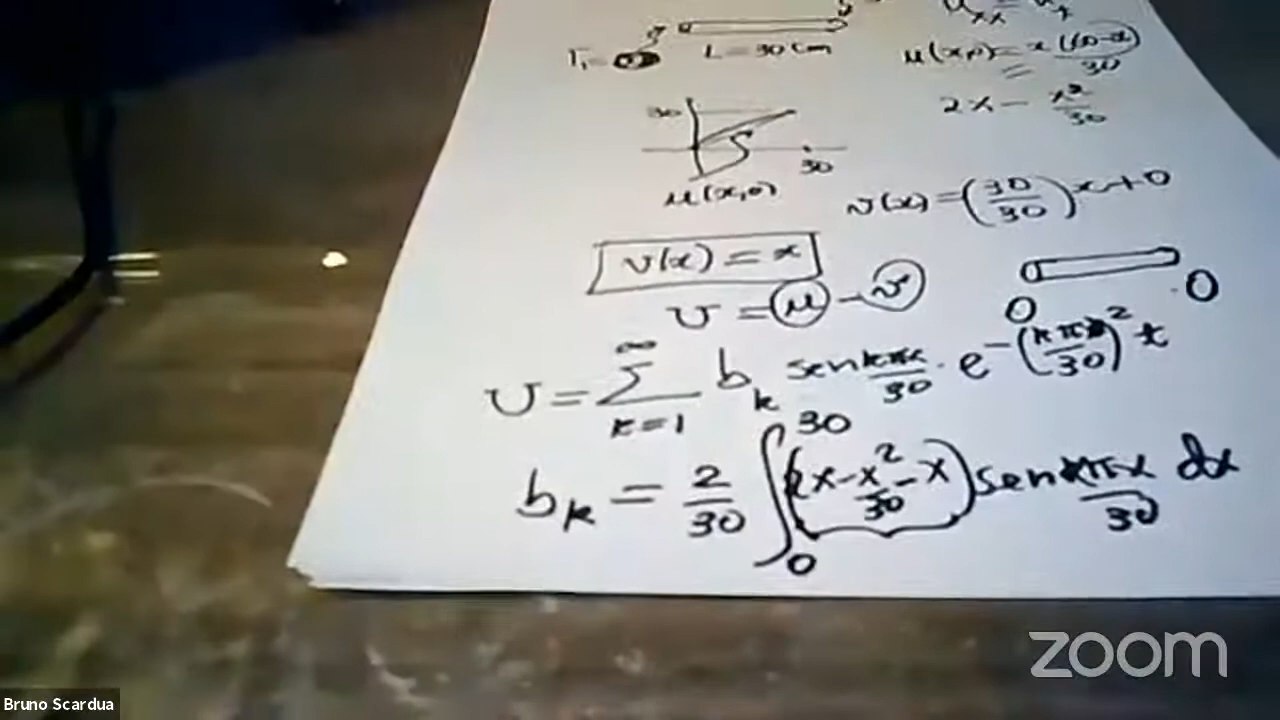 L = 30 cm
u(x,0) = x(60-x)/30
2x - x²/30
30
30
u(x,0)
v(x) = (30/30)x + 0
v(x) = x
U = u - v
0 0
U = ∑_{k=1}^{∞} b_k sen kπx/30 . e^{-(kπ/30)² t}
b_k = 2/30 ∫_0^{30} (2x - x²/30 - x) sen kπx/30 dx
zoom
Bruno Scardua